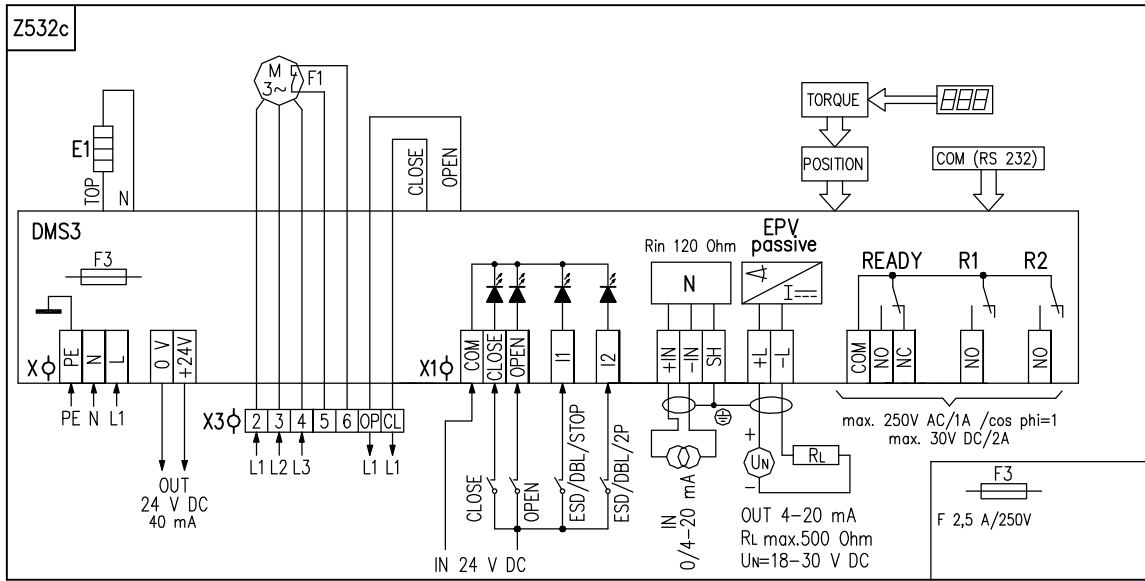 Z532c
M
3~
F1
E1
TOP
N
CLOSE
OPEN
TORQUE
POSITION
COM (RS 232)
DMS3
F3
Rin 120 Ohm
N
EPV
passive
I
READY
R1
R2
X
PE
N
L
0 V
+24V
X1
COM
CLOSE
OPEN
I1
I2
+IN
-IN
SH
+L
-L
COM
NO
NC
NO
NO
PE N L1
X3
2
3
4
5
6
OP
CL
L1 L2 L3
L1 L1
OUT
24 V DC
40 mA
CLOSE
OPEN
ESD/DBL/STOP
ESD/DBL/2P
IN 24 V DC
IN
0/4-20 mA
+
UN
-
RL
OUT 4-20 mA
RL max.500 Ohm
UN=18-30 V DC
max. 250V AC/1A /cos phi=1
max. 30V DC/2A
F3
F 2,5 A/250V